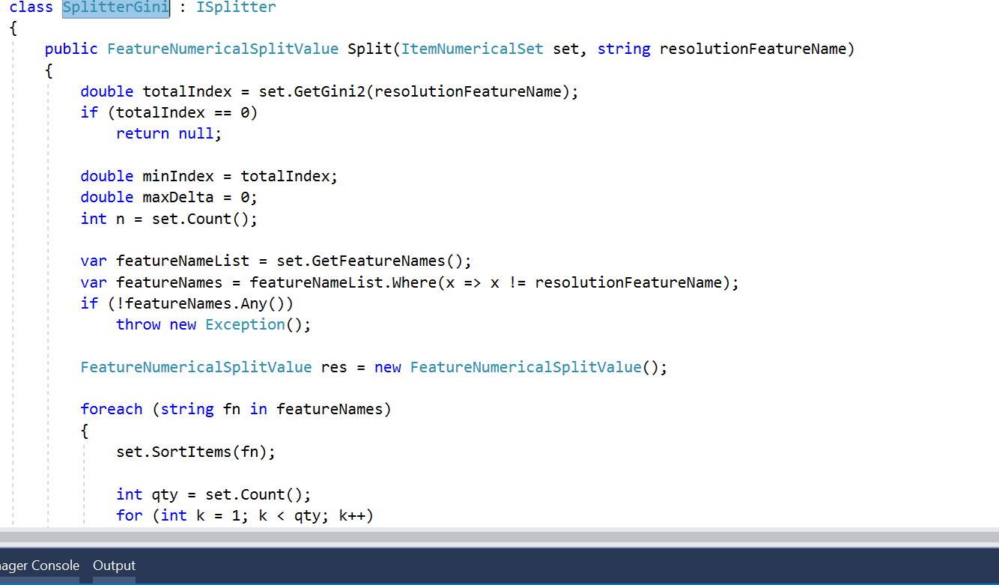 class SplitterGini : ISplitter
{
public FeatureNumericalSplitValue Split(ItemNumericalSet set, string resolutionFeatureName)
{
double totalIndex = set.GetGini2(resolutionFeatureName);
if (totalIndex == 0)
return null;
double minIndex = totalIndex;
double maxDelta = 0;
int n = set.Count();
var featureNameList = set.GetFeatureNames();
var featureNames = featureNameList.Where(x => x != resolutionFeatureName);
if (!featureNames.Any())
throw new Exception();
FeatureNumericalSplitValue res = new FeatureNumericalSplitValue();
foreach (string fn in featureNames)
{
set.SortItems(fn);
int qty = set.Count();
for (int k = 1; k < qty; k++)
ager Console Output